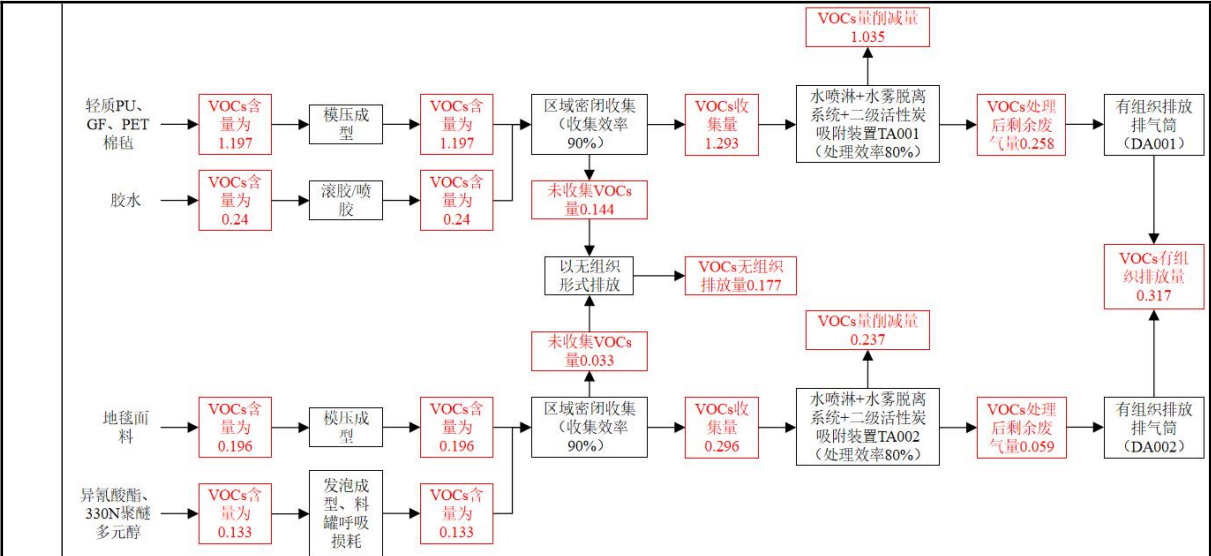 VOCs量削减量
1.035
轻质PU、
GF、PET
棉毡
VOCs含
量为
1.197
模压成
型
VOCs含
量为
1.197
区域密闭收集
（收集效率
90%）
VOCs收
集量
1.293
水喷淋+水雾脱离
系统+二级活性炭
吸附装置TA001
（处理效率80%）
VOCs处理
后剩余废
气量0.258
有组织排放
排气筒
（DA001）
胶水
VOCs含
量为
0.24
滚胶/喷
胶
VOCs含
量为
0.24
未收集VOCs
量0.144
以无组织
形式排放
VOCs无组织
排放量0.177
VOCs有组
织排放量
0.317
未收集VOCs
量0.033
VOCs量削减量
0.237
地毯面
料
VOCs含
量为
0.196
模压成
型
VOCs含
量为
0.196
区域密闭收集
（收集效率
90%）
VOCs收
集量
0.296
水喷淋+水雾脱离
系统+二级活性炭
吸附装置TA002
（处理效率80%）
VOCs处理
后剩余废
气量0.059
有组织排放
排气筒
（DA002）
异氰酸酯、
330N聚醚
多元醇
VOCs含
量为
0.133
发泡成
型、料
罐呼吸
损耗
VOCs含
量为
0.133